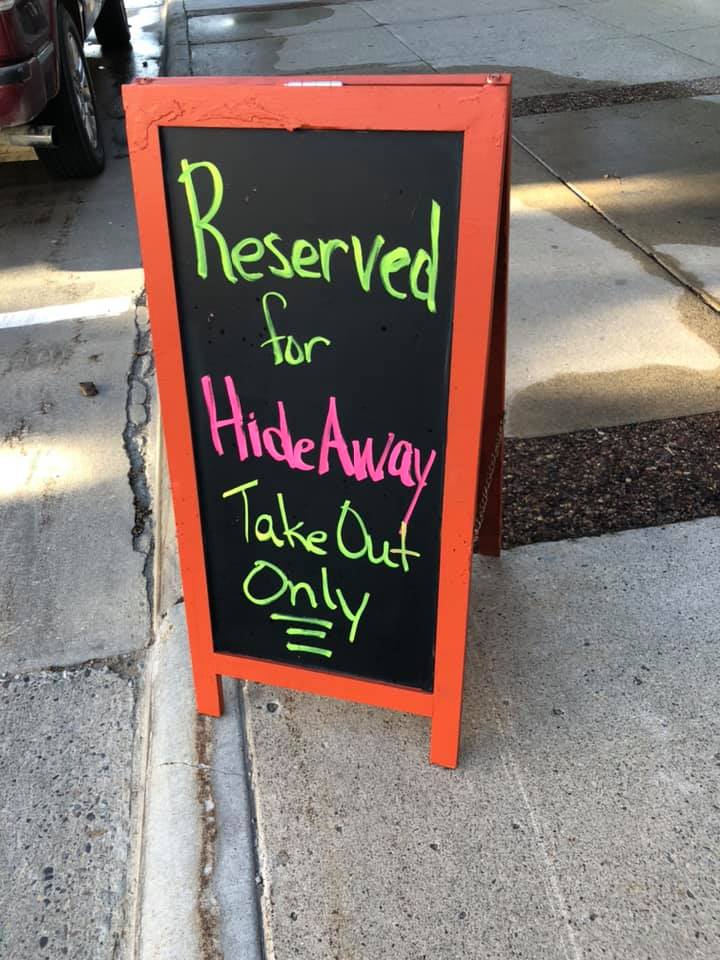 Reserved
for
HideAway
Take Out
Only